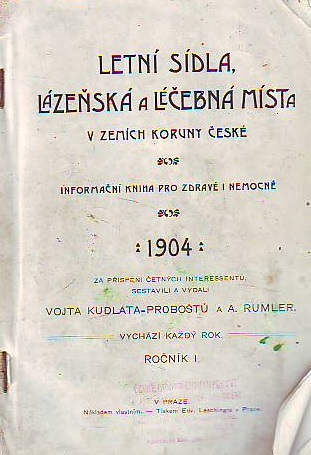 LETNÍ SÍDLA,
LÁZEŇSKÁ A LÉČEBNÁ MÍSTA
V ZEMÍCH KORUNY ČESKÉ
INFORMAČNÍ KNIHA PRO ZDRAVÉ I NEMOCNÉ
1904
ZA PŘISPĚNÍ ČETNÝCH INTERESSENTŮ
SESTAVILI A VYDALI
VOJTA KUDLATA-PROBOŠTŮ A A. RUMLER.
VYCHÁZÍ KAŽDÝ ROK.
ROČNÍK I.
V PRAZE.
Nákladem vlastním. — Tiskem Ed. Leschingra v Praze.